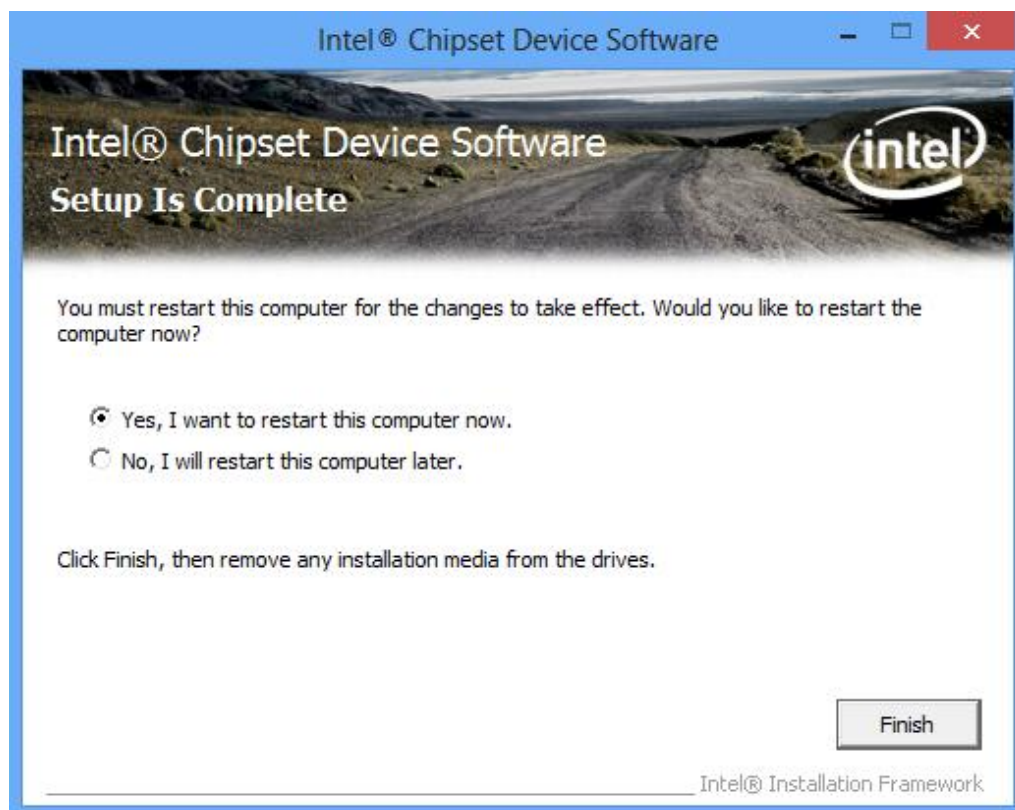 Intel® Chipset Device Software
Intel® Chipset Device Software
intel
Setup Is Complete
You must restart this computer for the changes to take effect. Would you like to restart the
computer now?
Yes, I want to restart this computer now.
No, I will restart this computer later.
Click Finish, then remove any installation media from the drives.
Finish
Intel® Installation Framework